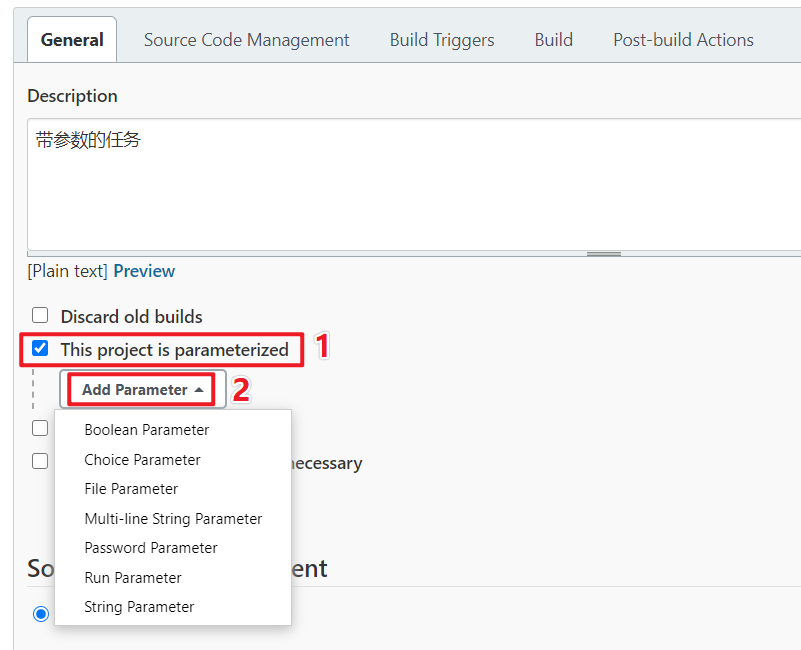 General Source Code Management Build Triggers Build Post-build Actions
Description
带参数的任务
[Plain text] Preview
Discard old builds
This project is parameterized 1
Add Parameter 2
Boolean Parameter
Choice Parameter
necessary
File Parameter
Multi-line String Parameter
Password Parameter
Run Parameter
So ent
String Parameter